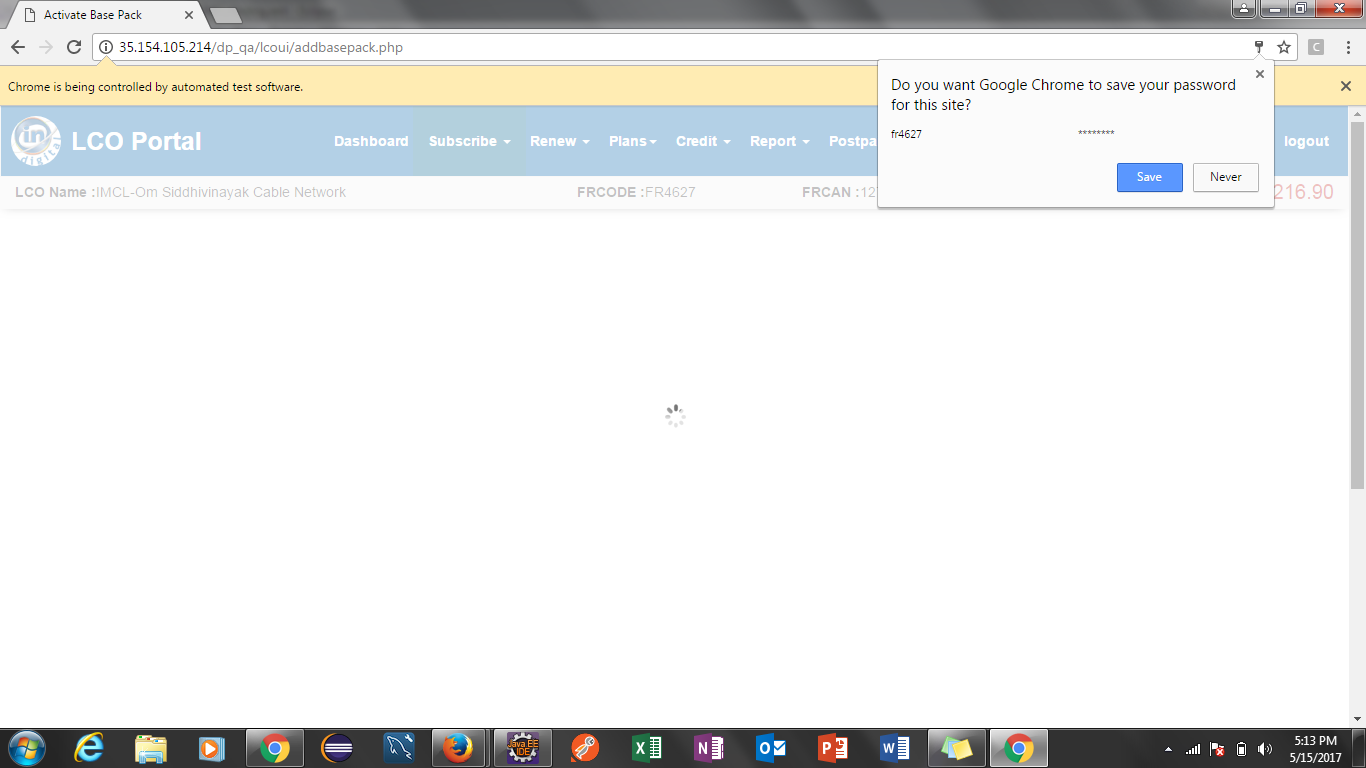 Activate Base Pack
35.154.105.214/dp_qa/lcoui/addbasepack.php
C
Chrome is being controlled by automated test software.
Do you want Google Chrome to save your password
for this site?
fr4627 ********
Save Never
in
digital
LCO Portal
Dashboard Subscribe Renew Plans Credit Report Postpa logout
LCO Name :IMCL-Om Siddhivinayak Cable Network FRCODE :FR4627 FRCAN :12 216.90
Java EE
IDE
5:13 PM
5/15/2017